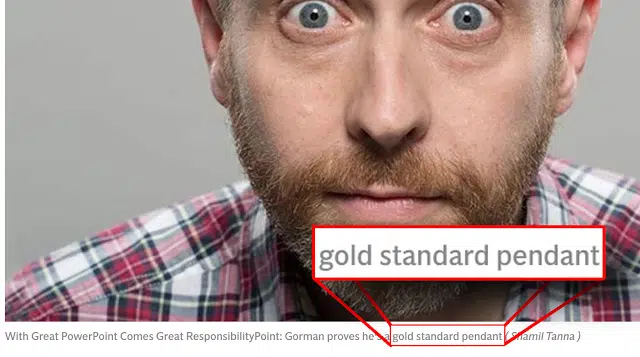 gold standard pendant
With Great PowerPoint Comes Great ResponsibilityPoint: Gorman proves he's a gold standard pendant ( Shamil Tanna )